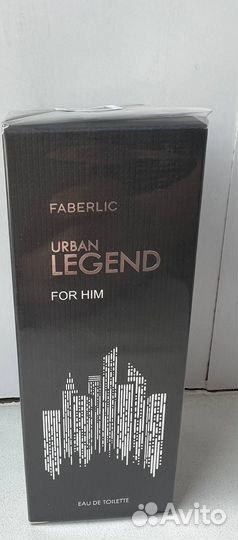 FABERLIC
URBAN
LEGEND
FOR HIM
EAU DE TOILETTE
Avito